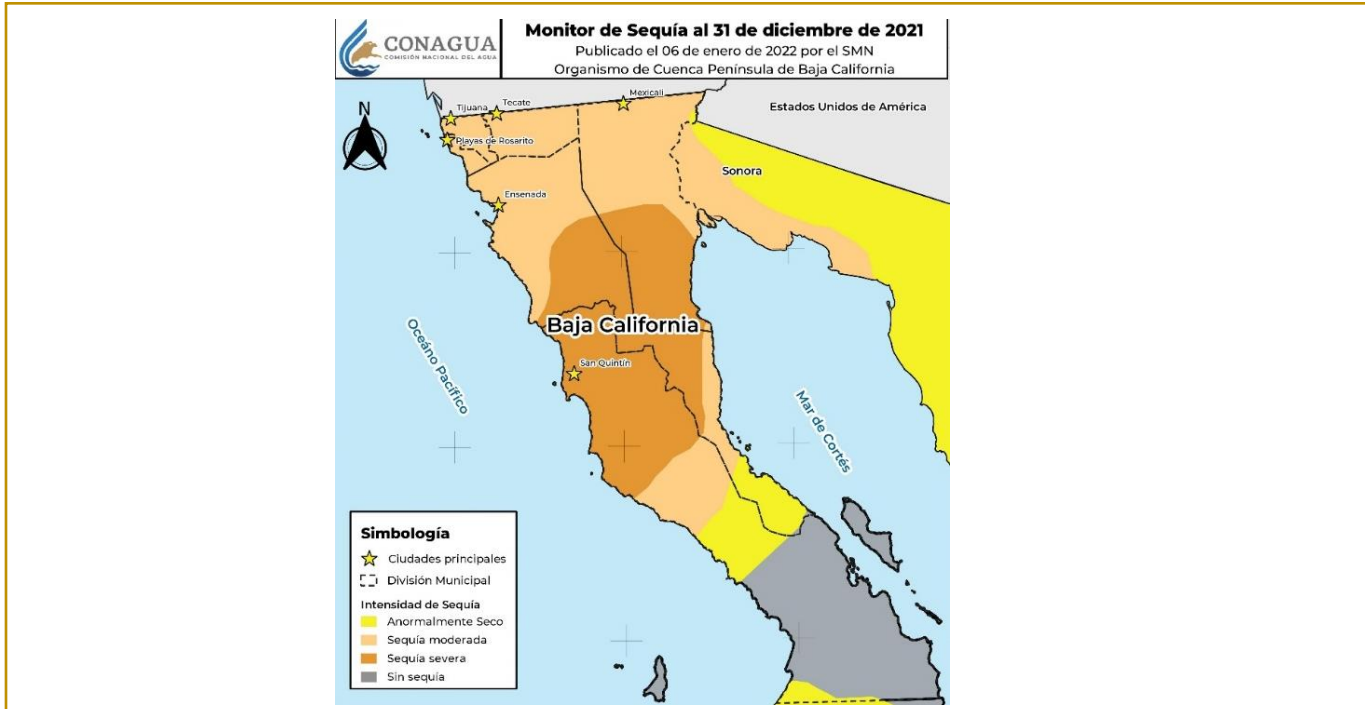 CONAGUA
COMISIÓN NACIONAL DEL AGUA
Monitor de Sequía al 31 de diciembre de 2021
Publicado el 06 de enero de 2022 por el SMN
Organismo de Cuenca Península de Baja California
N
Tijuana
Tecate
Mexicali
Estados Unidos de América
Playas de Rosarito
Sonora
Ensenada
Baja California
Oceáno Pacífico
San Quintín
Mar de Cortés
Simbología
Ciudades principales
División Municipal
Intensidad de Sequía
Anormalmente Seco
Sequía moderada
Sequía severa
Sin sequía